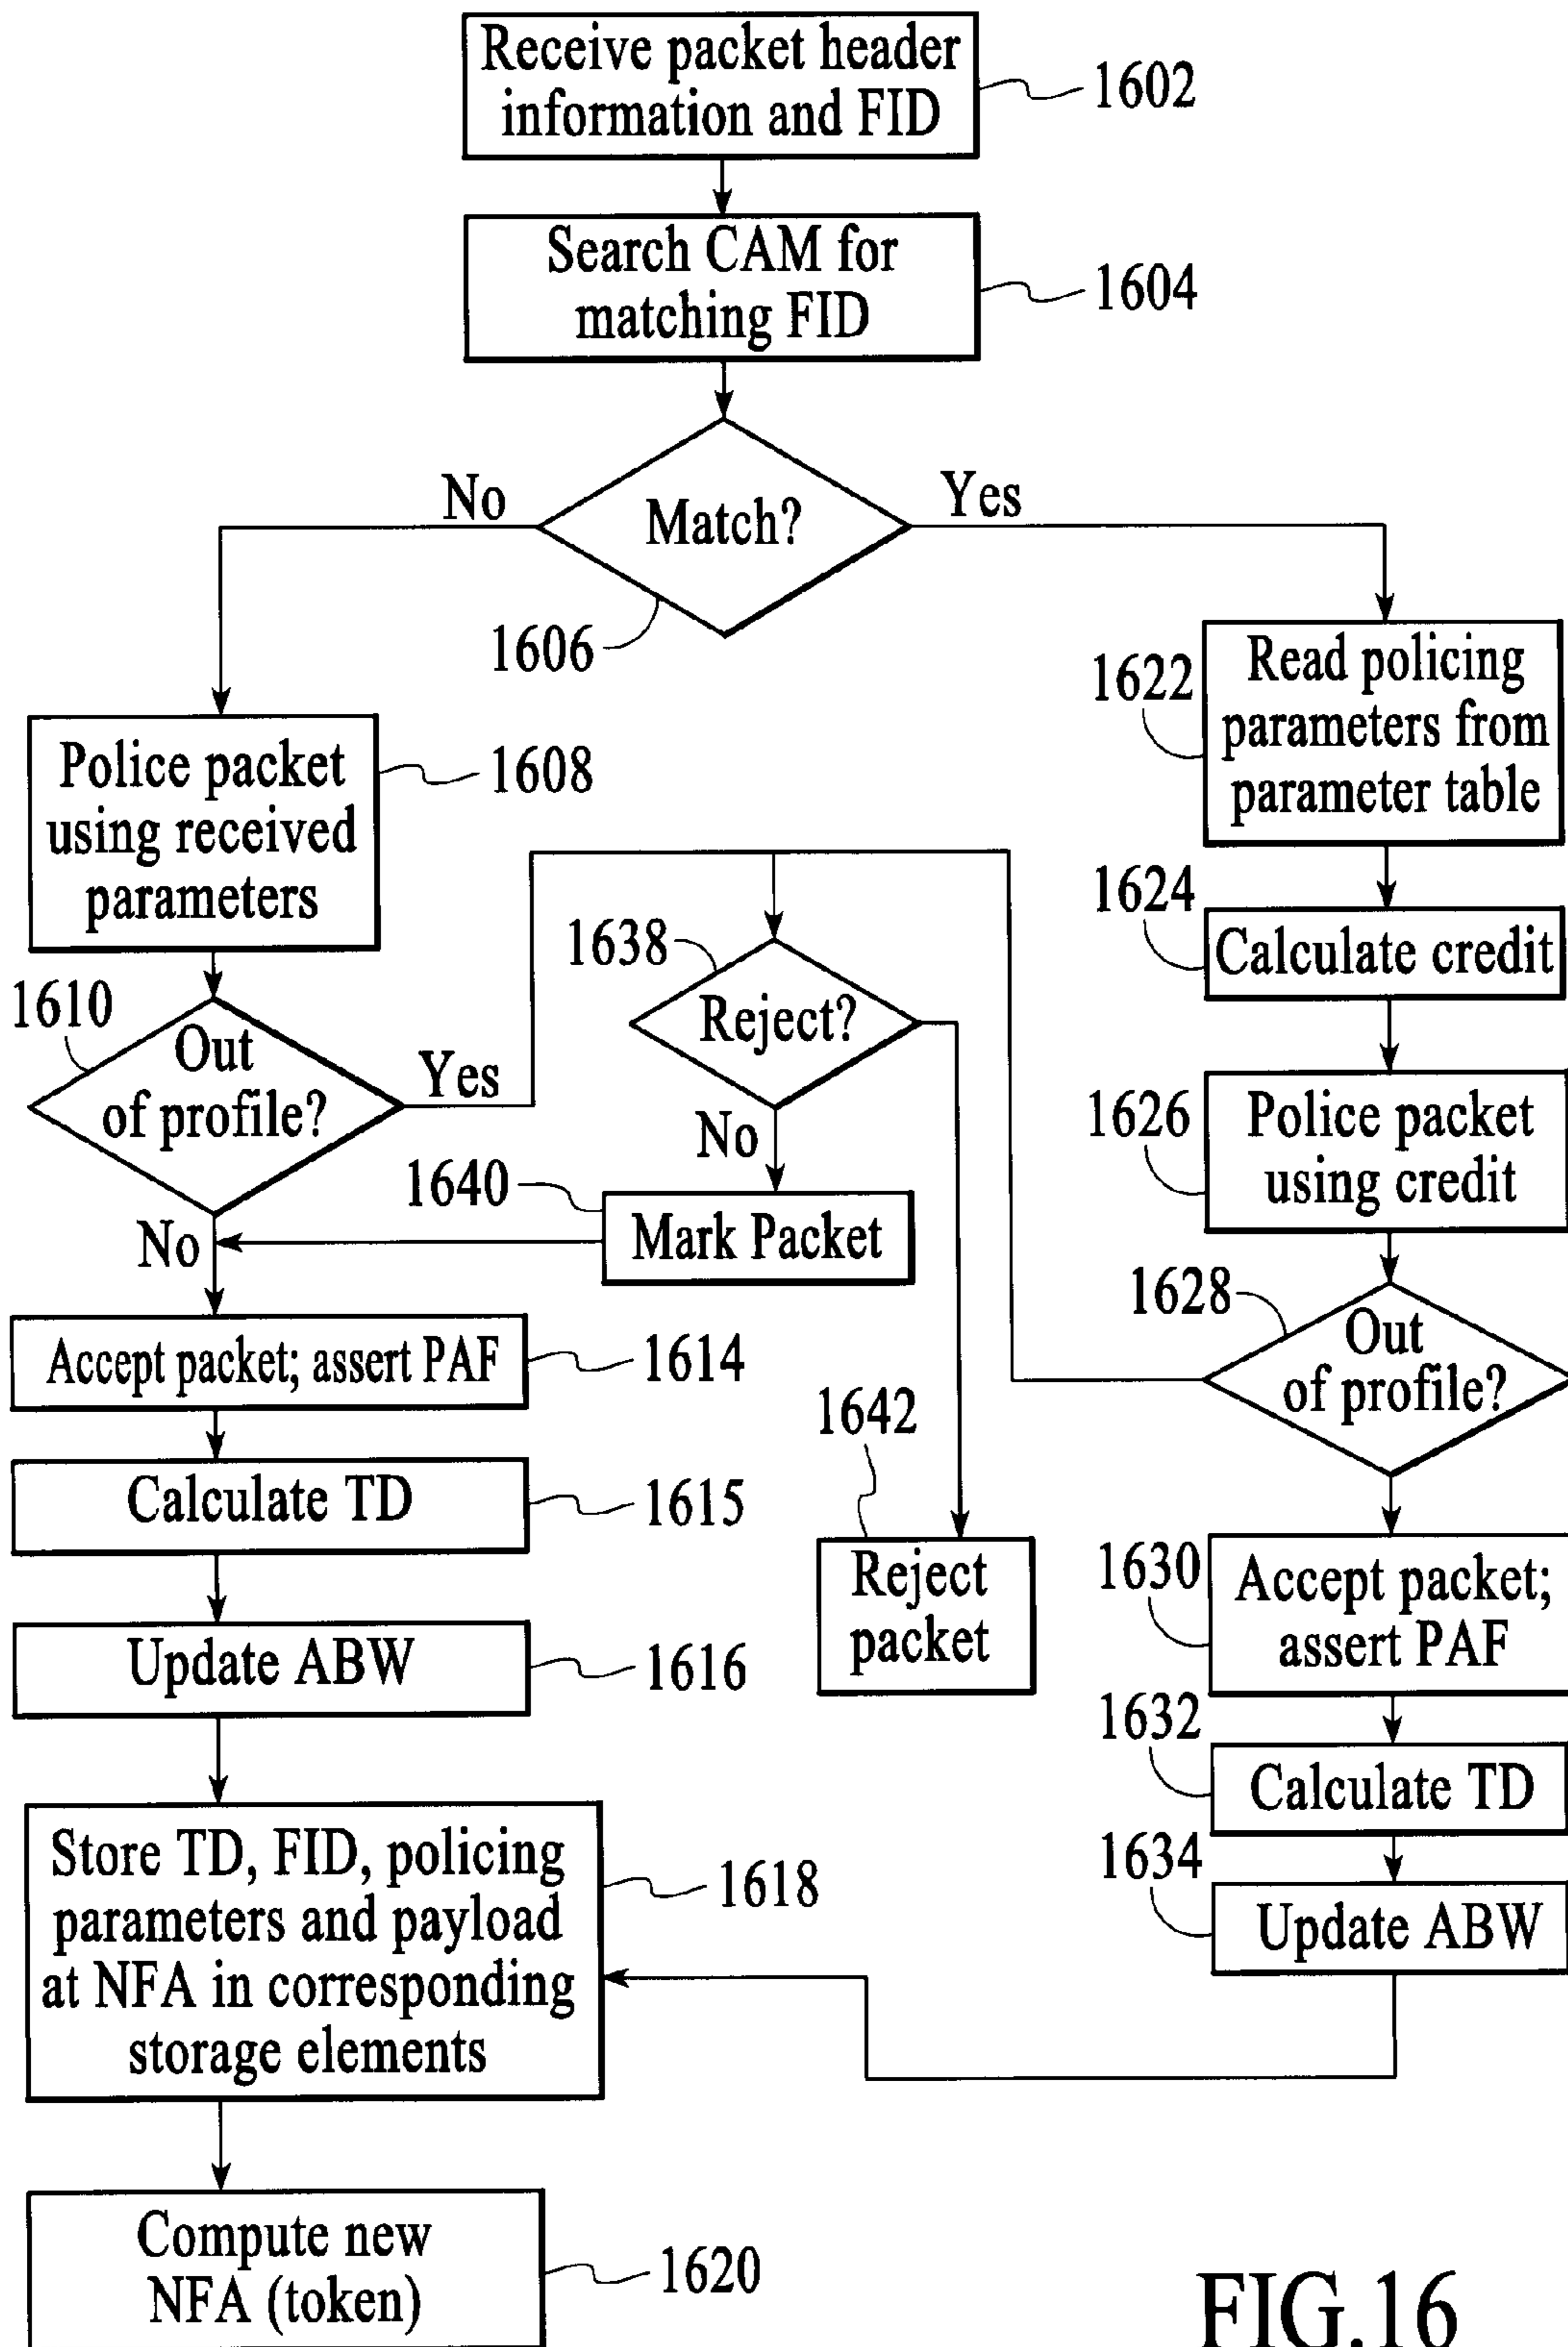 Receive packet header
information and FID
1602
Search CAM for
matching FID
1604
Match?
No
Yes
1606
Police packet
using received
parameters
1608
Out
of profile?
1610
Yes
No
Reject?
1638
No
1640
Mark Packet
1642
Reject
packet
Accept packet; assert PAF
1614
Calculate TD
1615
Update ABW
1616
Store TD, FID, policing
parameters and payload
at NFA in corresponding
storage elements
1618
Compute new
NFA (token)
1620
1622
Read policing
parameters from
parameter table
1624
Calculate credit
1626
Police packet
using credit
1628
Out
of profile?
1630
Accept packet;
assert PAF
1632
Calculate TD
1634
Update ABW
FIG.16